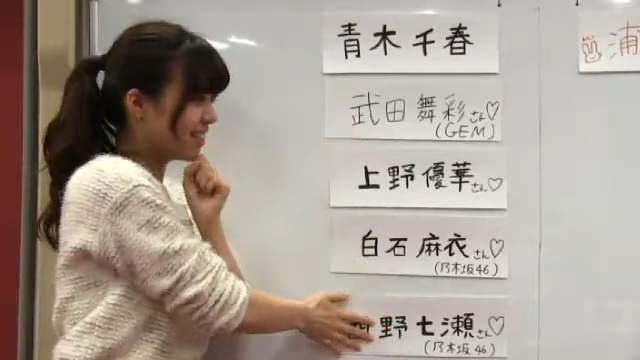 青木千春
武田舞彩さん♡
(GEM)
上野優華さん♡
白石麻衣さん♡
(乃木坂46)
野七瀬さん♡
(乃木坂46)
浦